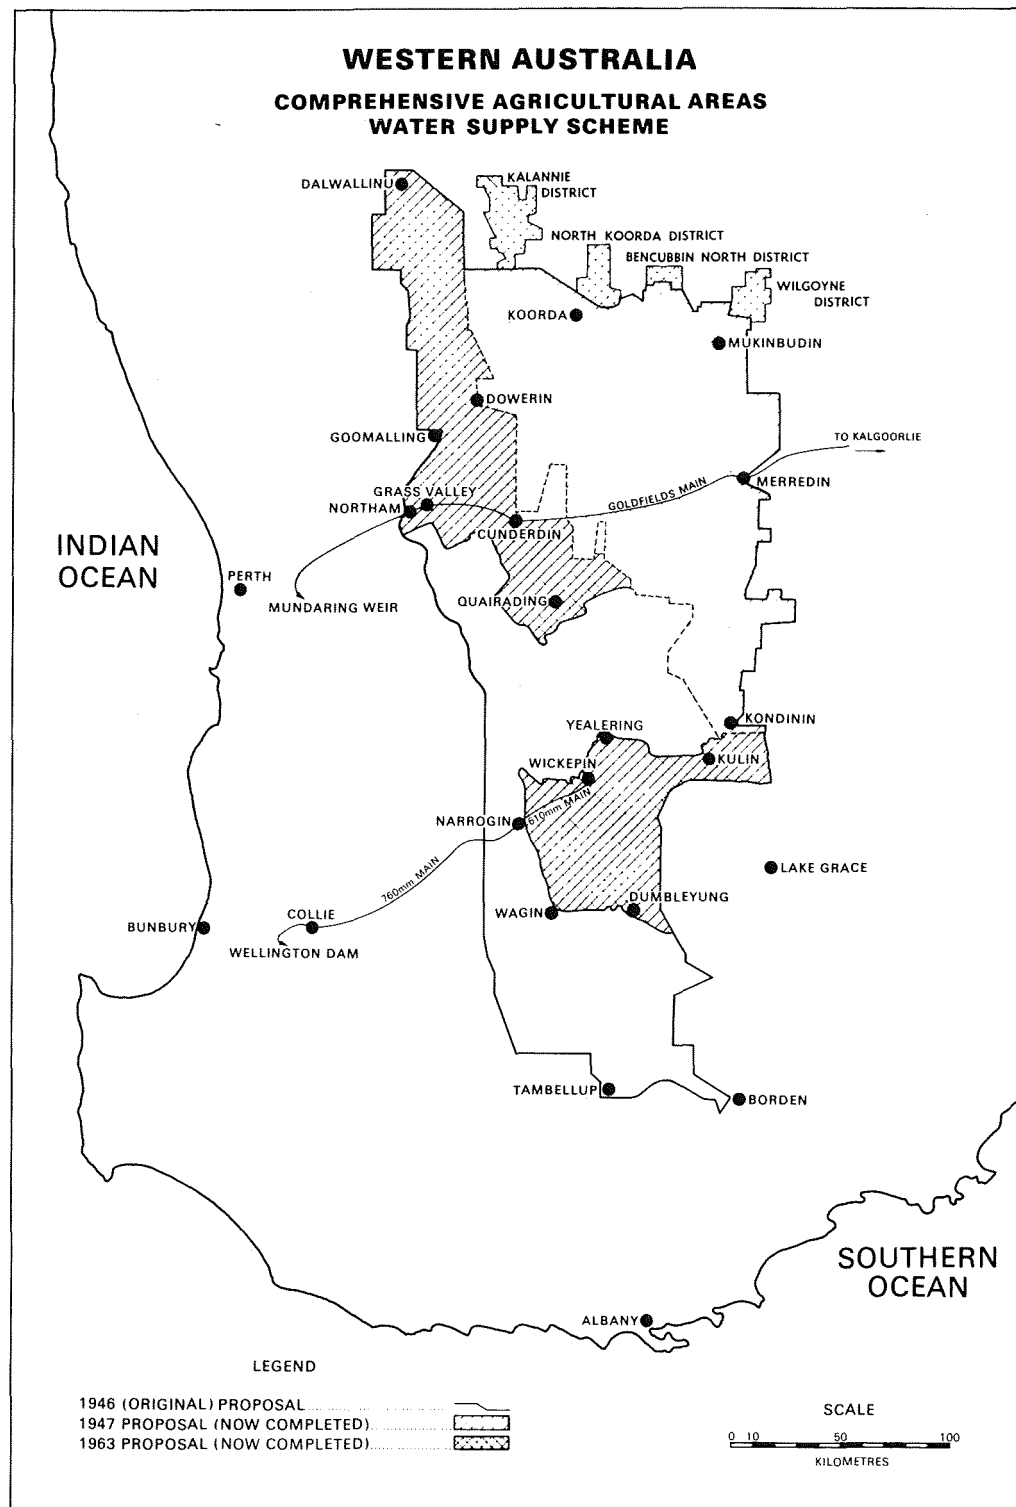 WESTERN AUSTRALIA
COMPREHENSIVE AGRICULTURAL AREAS
WATER SUPPLY SCHEME
DALWALLINU
KALANNIE
DISTRICT
NORTH KOORDA DISTRICT
BENCUBBIN NORTH DISTRICT
WILGOYNE
DISTRICT
KOORDA
MUKINBUDIN
DOWERIN
GOOMALLING
TO KALGOORLIE
MERREDIN
GOLDFIELDS MAIN
GRASS VALLEY
NORTHAM
CUNDERDIN
INDIAN
OCEAN
PERTH
MUNDARING WEIR
QUAIRADING
KONDININ
YEALERING
WICKEPIN
KULIN
610mm MAIN
NARROGIN
760mm MAIN
LAKE GRACE
DUMBLEYUNG
WAGIN
COLLIE
BUNBURY
WELLINGTON DAM
TAMBELLUP
BORDEN
SOUTHERN
OCEAN
ALBANY
LEGEND
1946 (ORIGINAL) PROPOSAL
1947 PROPOSAL (NOW COMPLETED)
1963 PROPOSAL (NOW COMPLETED)
SCALE
0 10 50 100
KILOMETRES